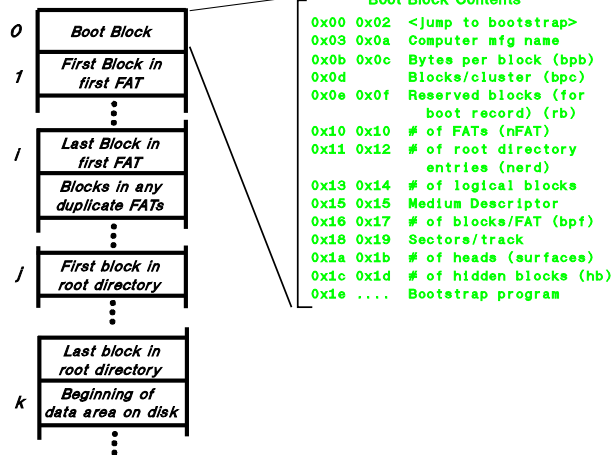 Boot Block Contents
0 Boot Block
1 First Block in
first FAT
i Last Block in
first FAT
Blocks in any
duplicate FATs
j First block in
root directory
Last block in
root directory
k Beginning of
data area on disk
0x00 0x02 <jump to bootstrap>
0x03 0x0a Computer mfg name
0x0b 0x0c Bytes per block (bpb)
0x0d Blocks/cluster (bpc)
0x0e 0x0f Reserved blocks (for
boot record) (rb)
0x10 0x10 # of FATs (nFAT)
0x11 0x12 # of root directory
entries (nerd)
0x13 0x14 # of logical blocks
0x15 0x15 Medium Descriptor
0x16 0x17 # of blocks/FAT (bpf)
0x18 0x19 Sectors/track
0x1a 0x1b # of heads (surfaces)
0x1c 0x1d # of hidden blocks (hb)
0x1e .... Bootstrap program